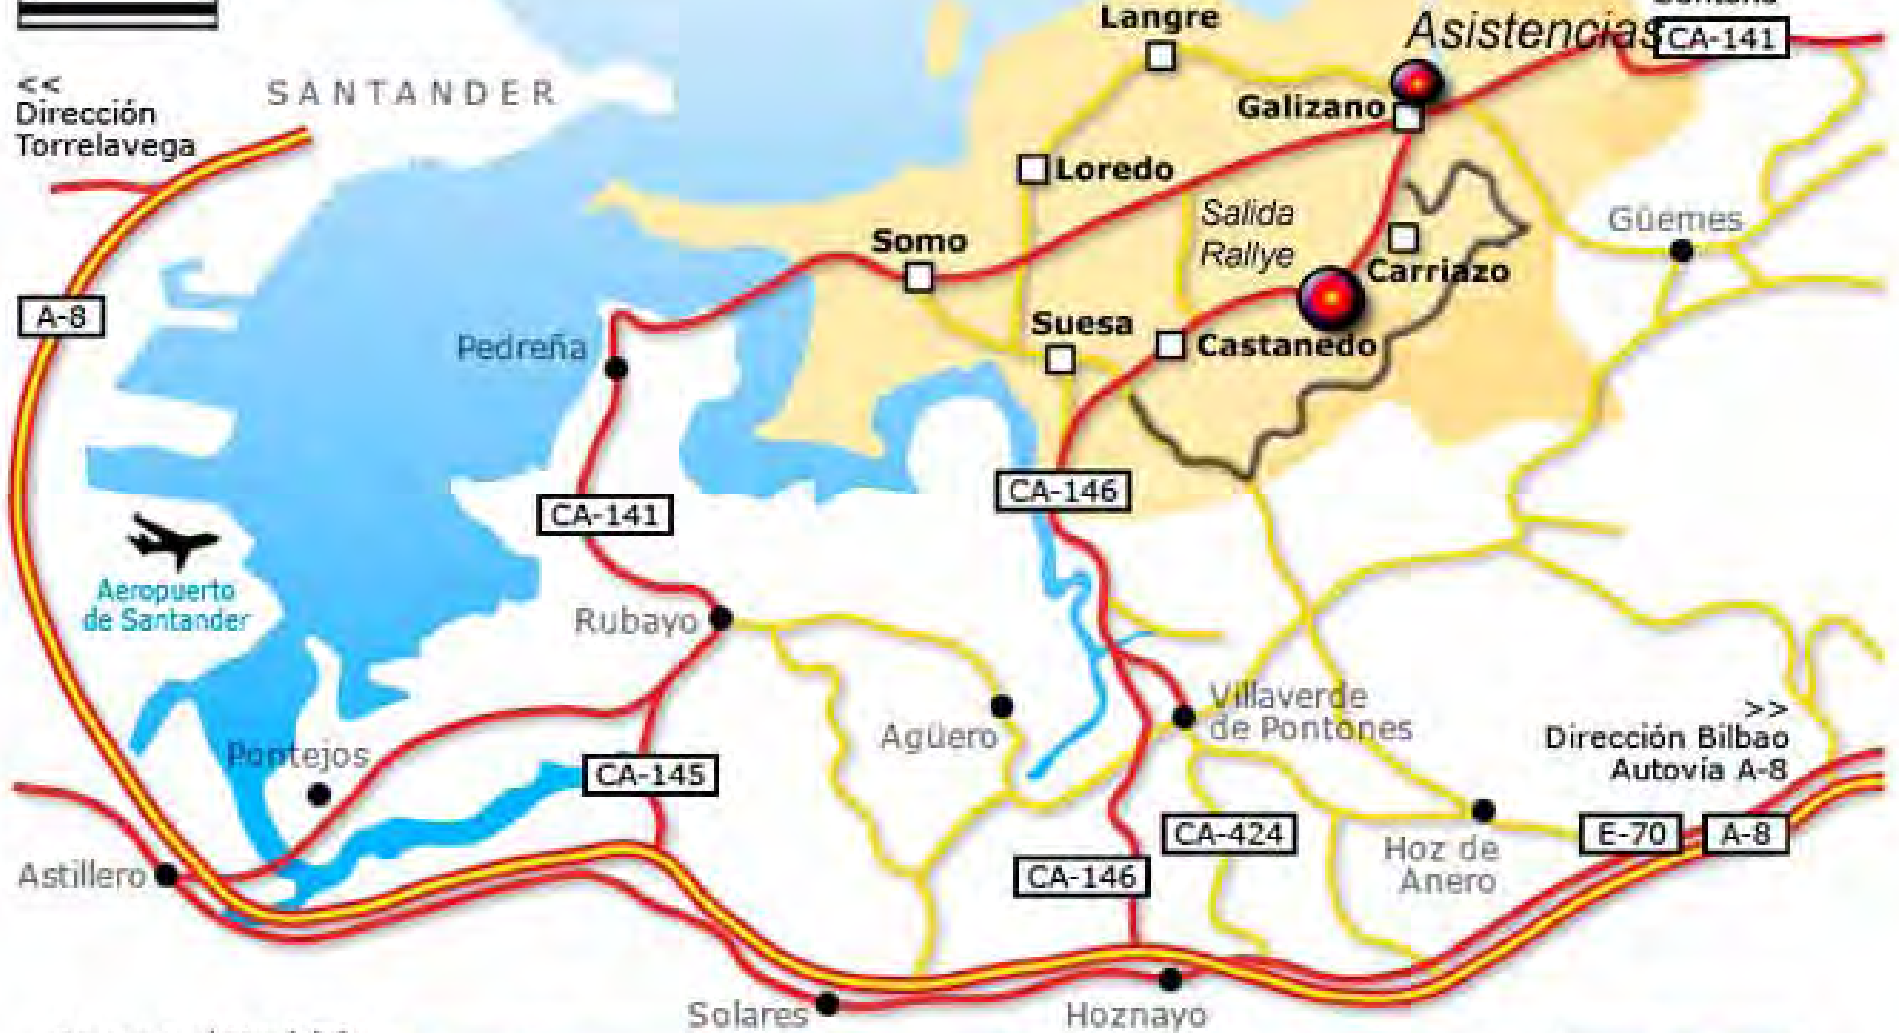 Langre
Asistencias
CA-141
<<
Dirección
Torrelavega
SANTANDER
Galizano
Loredo
Salida
Rallye
Güemes
Somo
Carriazo
A-8
Suesa
Pedreña
Castanedo
CA-146
CA-141
Aeropuerto
de Santander
Rubayo
Villaverde
de Pontones
Agüero
>>
Dirección Bilbao
Autovía A-8
Pontejos
CA-145
CA-424
E-70
A-8
Hoz de
Anero
Astillero
CA-146
Solares
Hoznayo